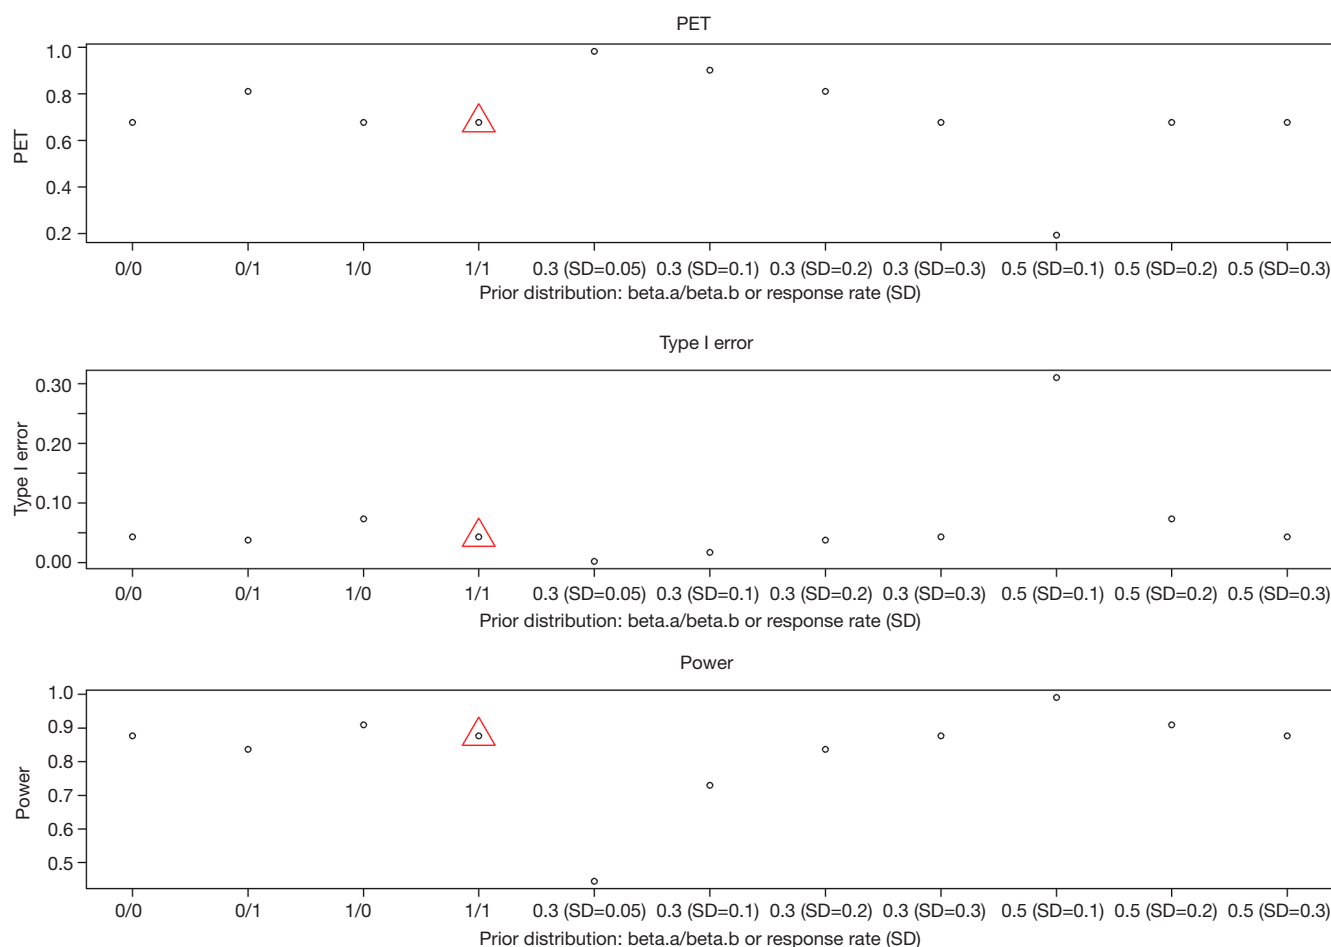 PET
1.0
0.8
0.6
0.4
0.2
PET
0/0 0/1 1/0 1/1 0.3 (SD=0.05) 0.3 (SD=0.1) 0.3 (SD=0.2) 0.3 (SD=0.3) 0.5 (SD=0.1) 0.5 (SD=0.2) 0.5 (SD=0.3)
Prior distribution: beta.a/beta.b or response rate (SD)
Type I error
0.30
0.20
0.10
0.00
Type I error
0/0 0/1 1/0 1/1 0.3 (SD=0.05) 0.3 (SD=0.1) 0.3 (SD=0.2) 0.3 (SD=0.3) 0.5 (SD=0.1) 0.5 (SD=0.2) 0.5 (SD=0.3)
Prior distribution: beta.a/beta.b or response rate (SD)
Power
1.0
0.9
0.8
0.7
0.6
0.5
Power
0/0 0/1 1/0 1/1 0.3 (SD=0.05) 0.3 (SD=0.1) 0.3 (SD=0.2) 0.3 (SD=0.3) 0.5 (SD=0.1) 0.5 (SD=0.2) 0.5 (SD=0.3)
Prior distribution: beta.a/beta.b or response rate (SD)